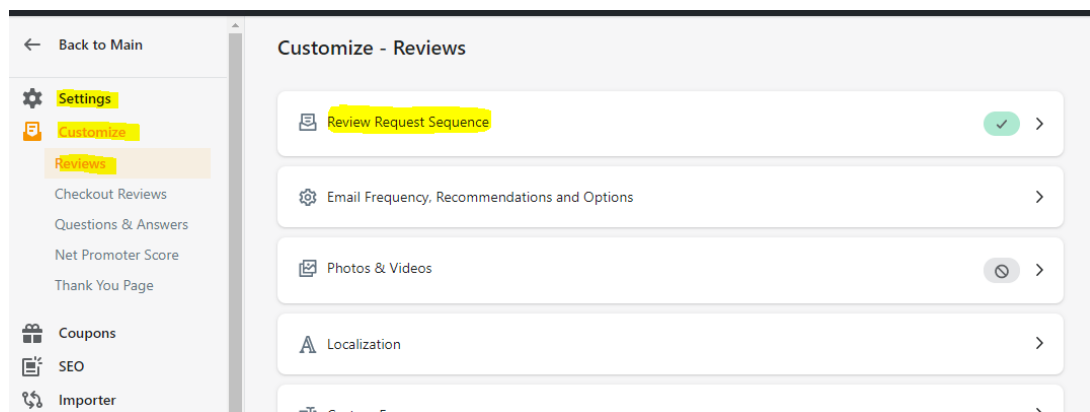 Back to Main
Settings
Customize
Reviews
Checkout Reviews
Questions & Answers
Net Promoter Score
Thank You Page
Coupons
SEO
Importer
Customize - Reviews
Review Request Sequence
Email Frequency, Recommendations and Options
Photos & Videos
Localization